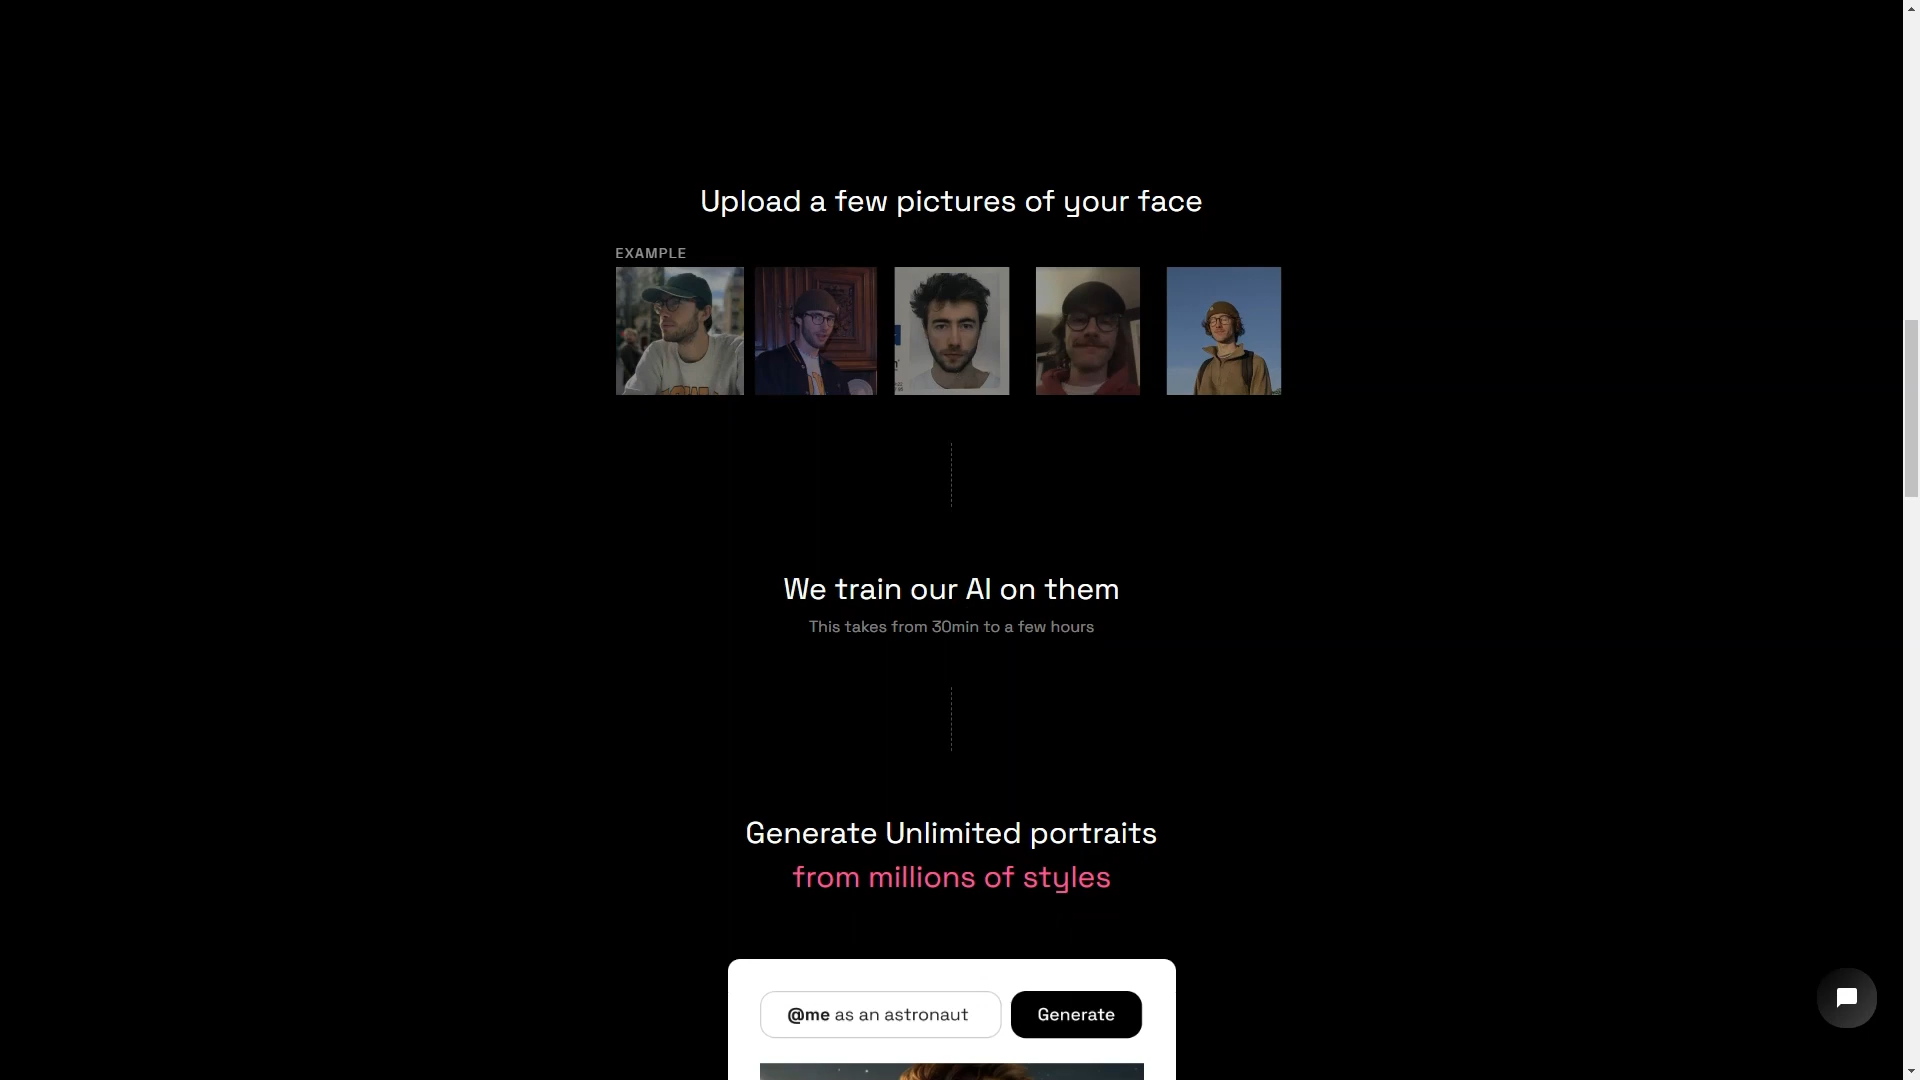 Upload a few pictures of your face
EXAMPLE
We train our AI on them
This takes from 30min to a few hours
Generate Unlimited portraits
from millions of styles
@me as an astronaut
Generate